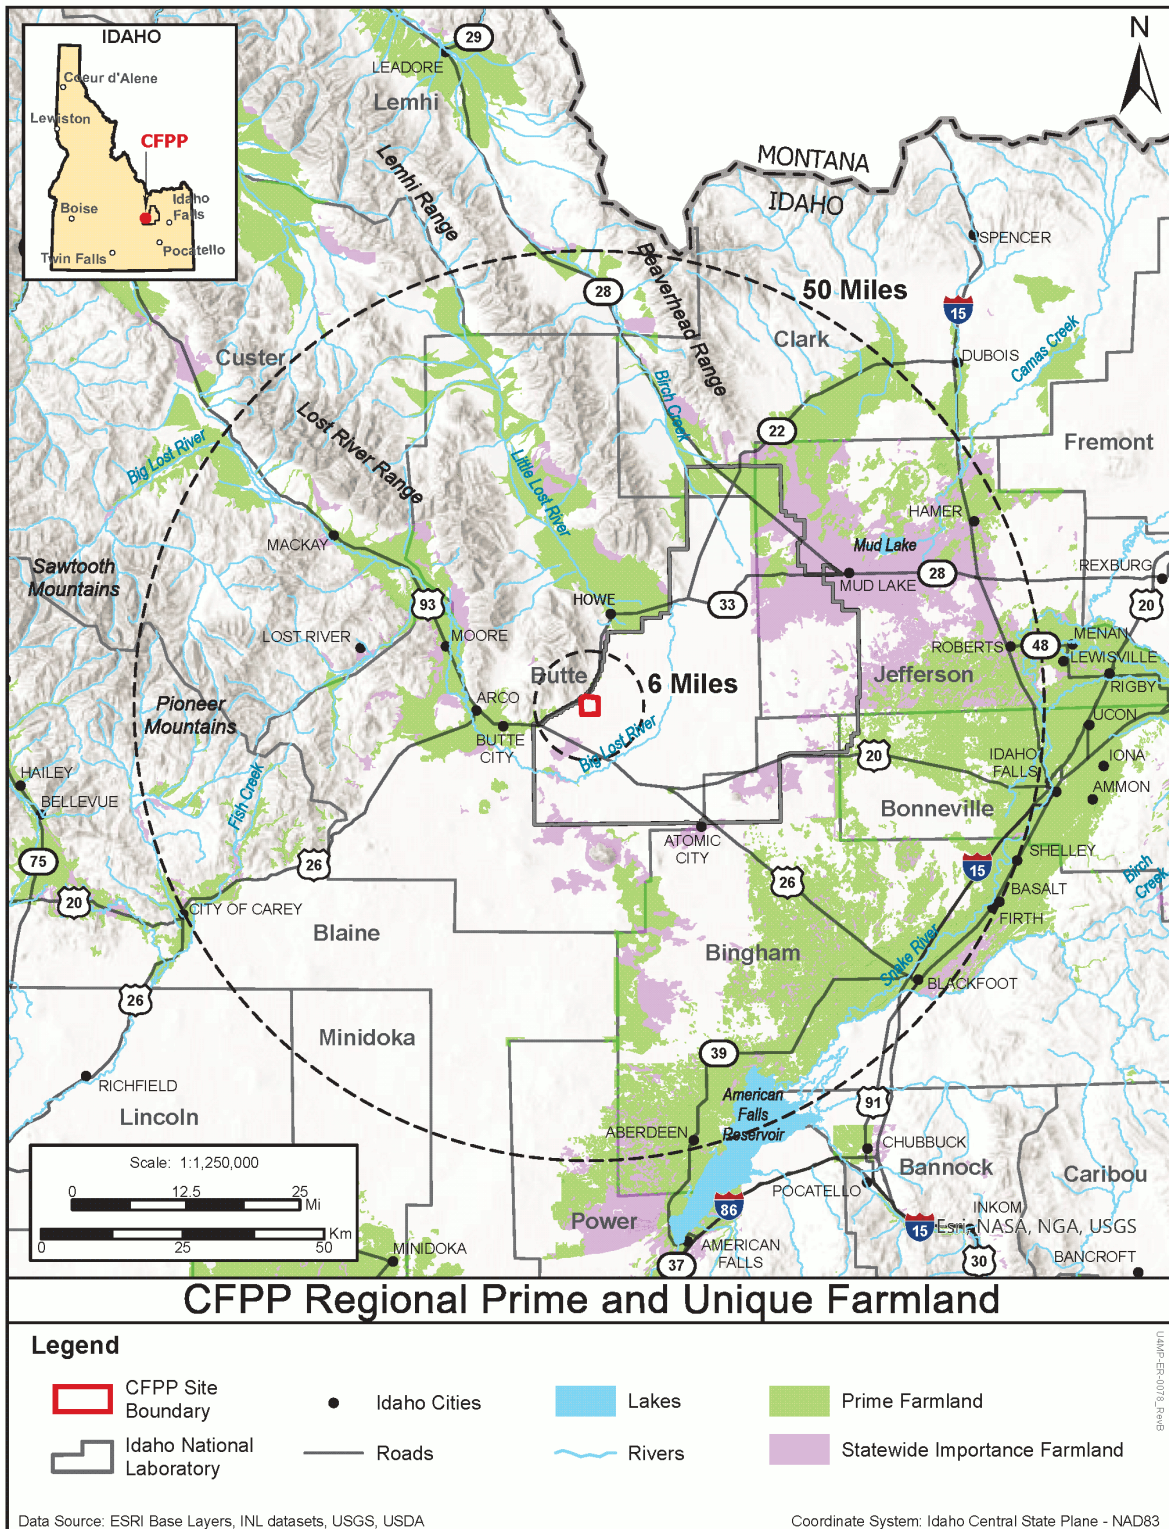 IDAHO
Coeur d'Alene
Lewiston
CFPP
Boise
Idaho
Falls
Twin Falls
Pocatello
N
29
LEADORE
Lemhi
Lemhi Range
MONTANA
IDAHO
SPENCER
Beaverhead Range
50 Miles
28
15
Clark
Custer
DUBOIS
Camas Creek
Birch Creek
22
Fremont
Lost River Range
Big Lost River
Little Lost River
HAMER
MACKAY
Mud Lake
Sawtooth
Mountains
REXBURG
MUD LAKE
28
HOWE
93
33
20
MENAN
LOST RIVER
MOORE
ROBERTS
48
LEWISVILLE
Butte
6 Miles
Jefferson
RIGBY
Pioneer
Mountains
ARCO
UCON
BUTTE
CITY
Big Lost River
20
IDAHO
FALLS
IONA
HAILEY
AMMON
BELLEVUE
Fish Creek
Bonneville
ATOMIC
CITY
SHELLEY
75
26
15
Birch
Creek
26
BASALT
20
CITY OF CAREY
FIRTH
Blaine
Bingham
Snake River
BLACKFOOT
26
Minidoka
39
RICHFIELD
American
Falls
Reservoir
91
Lincoln
ABERDEEN
CHUBBUCK
Bannock
Caribou
Scale: 1:1,250,000
0 12.5 25
Mi
Km
0 25 50
POCATELLO
86
INKOM
Power
15
Esri, NASA, NGA, USGS
MINIDOKA
AMERICAN
FALLS
37
30
BANCROFT
CFPP Regional Prime and Unique Farmland
Legend
CFPP Site
Boundary
Idaho Cities
Lakes
Prime Farmland
Idaho National
Laboratory
Roads
Rivers
Statewide Importance Farmland
U4MP-ER-0078_RevB
Data Source: ESRI Base Layers, INL datasets, USGS, USDA
Coordinate System: Idaho Central State Plane - NAD83